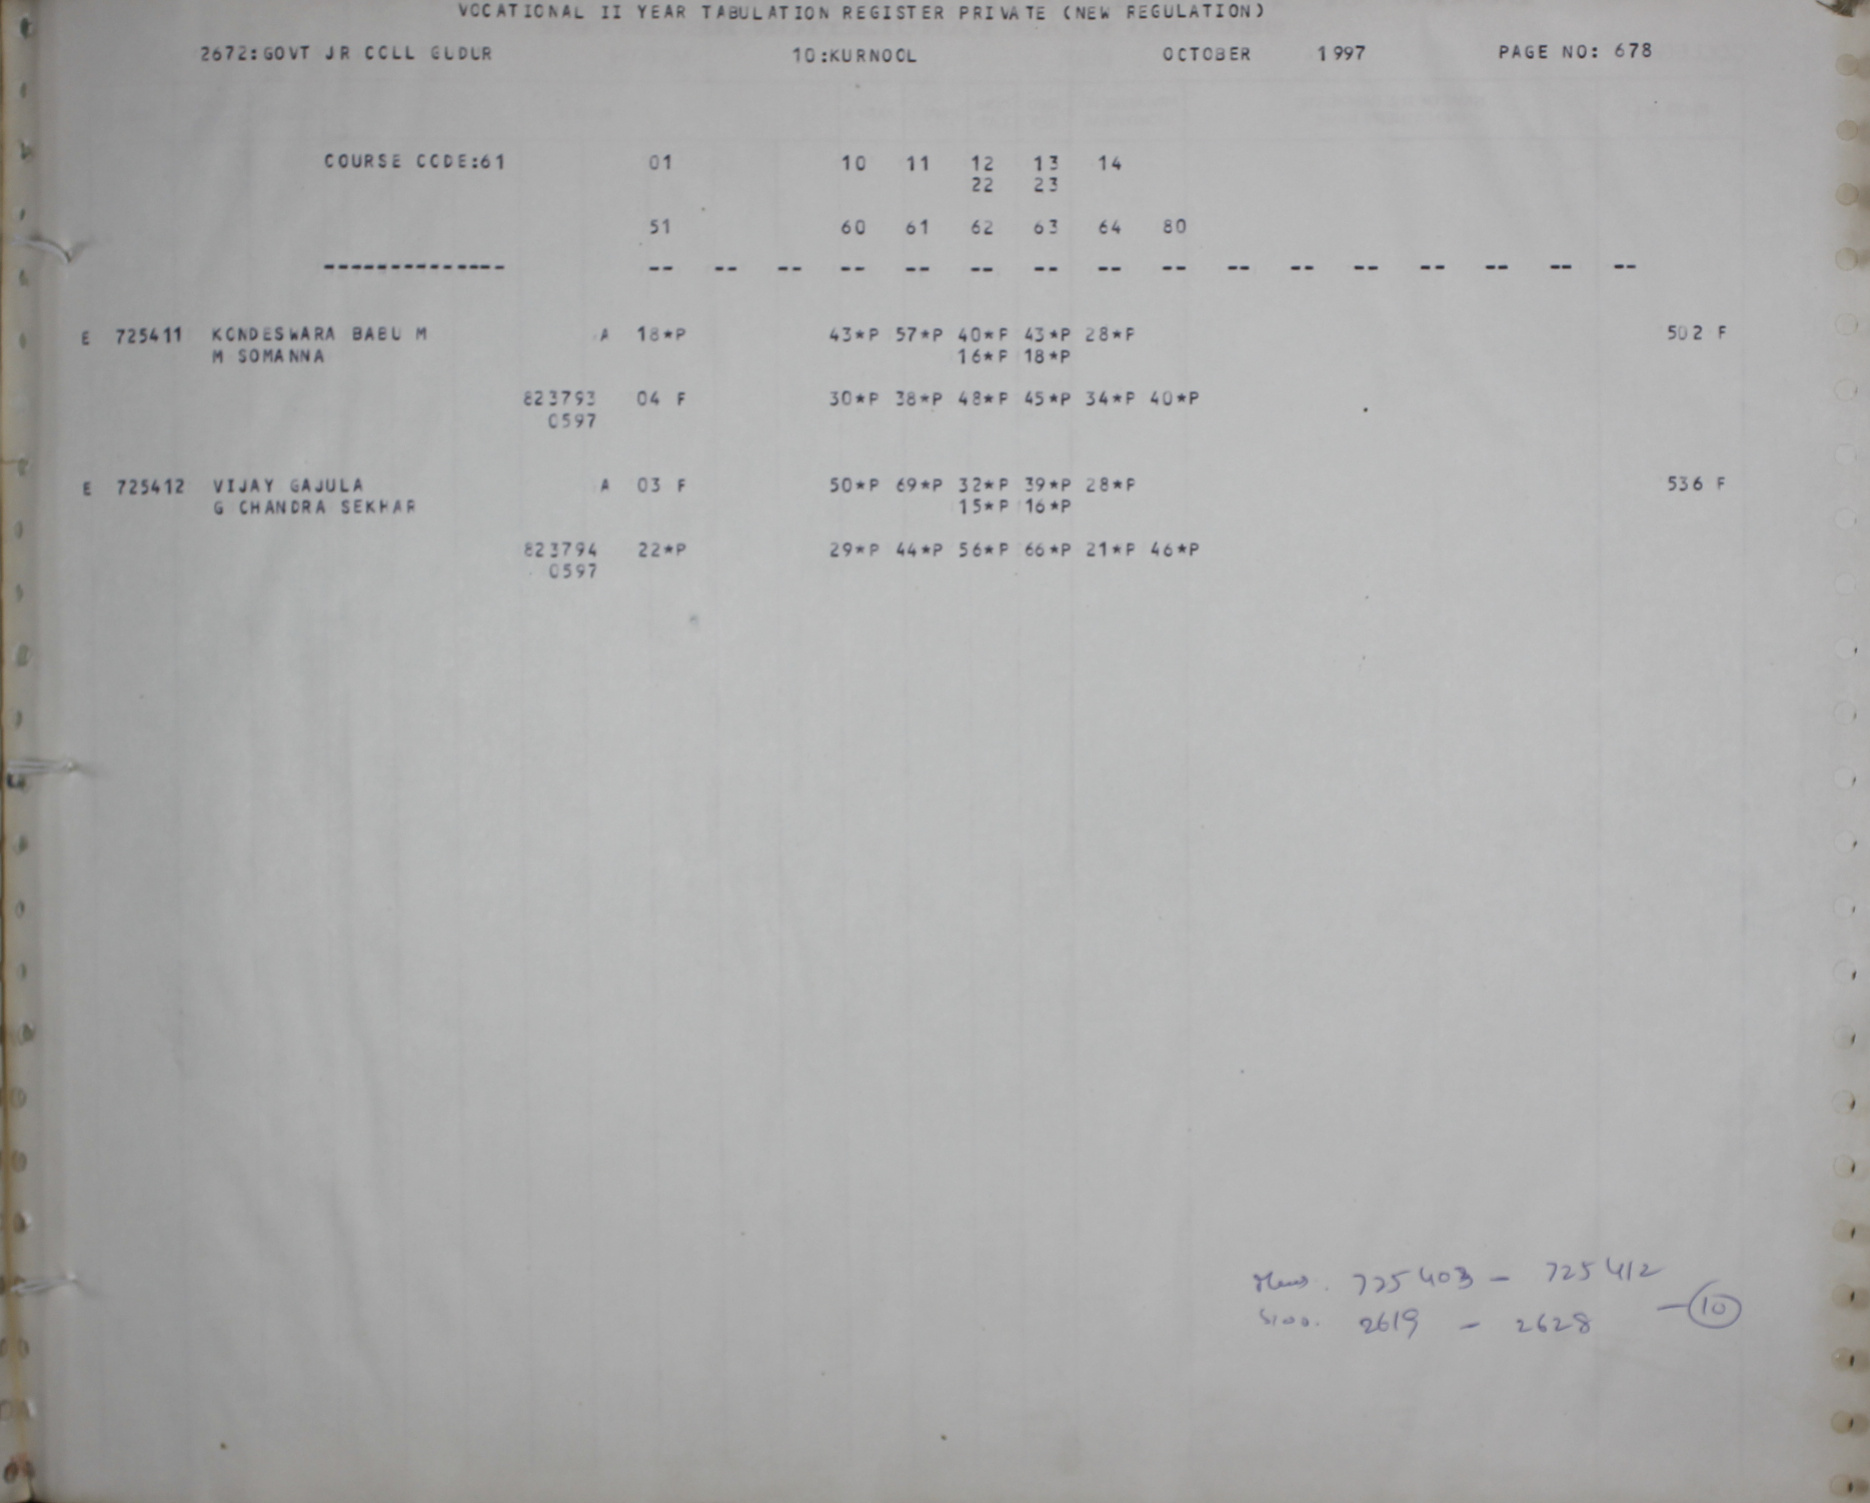 VOCATIONAL II YEAR TABULATION REGISTER PRIVATE (NEW REGULATION)
2672:GOVT JR COLL GUDUR 10:KURNOOL OCTOBER 1997 PAGE NO: 678
COURSE CODE:61 01 10 11 12 13 14
22 23
51 60 61 62 63 64 80
-------------- -- -- -- -- -- -- -- -- -- -- -- -- -- -- -- --
E 725411 KONDESWARA BABU M A 18*P 43*P 57*P 40*P 43*P 28*P 502 F
M SOMANNA 16*P 18*P
823793 04 F 30*P 38*P 48*P 45*P 34*P 40*P
0597
E 725412 VIJAY GAJULA A 03 F 50*P 69*P 32*P 39*P 28*P 536 F
G CHANDRA SEKHAR 15*P 16*P
823794 22*P 29*P 44*P 56*P 66*P 21*P 46*P
0597
725403 - 725412
2619 - 2628 - 10